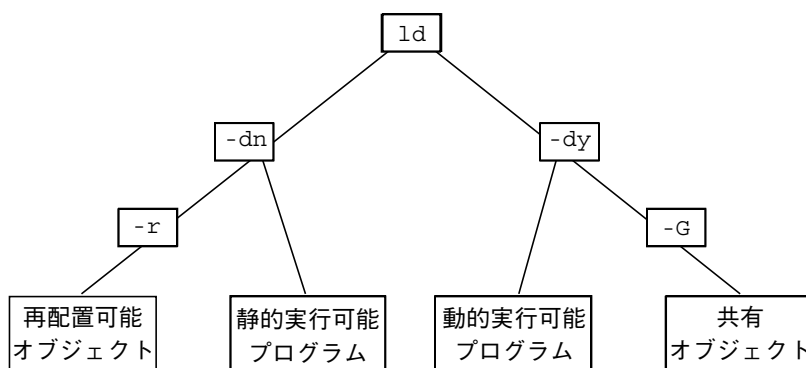 ld
-dn
-dy
-r
-G
再配置可能
オブジェクト
静的実行可能
プログラム
動的実行可能
プログラム
共有
オブジェクト